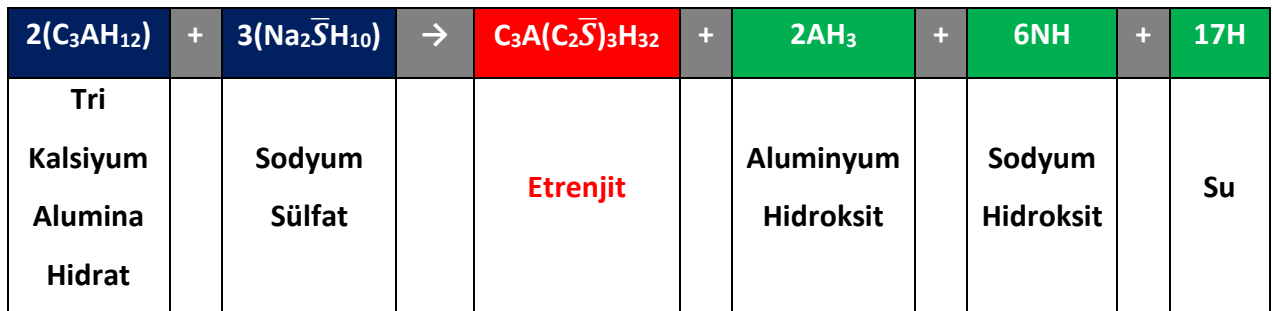 2(C₃AH₁₂) + 3(Na₂S̅H₁₀) → C₃A(C₂S̅)₃H₃₂ + 2AH₃ + 6NH + 17H
Tri
Kalsiyum
Alumina
Hidrat
Sodyum
Sülfat
Etrenjit
Aluminyum
Hidroksit
Sodyum
Hidroksit
Su